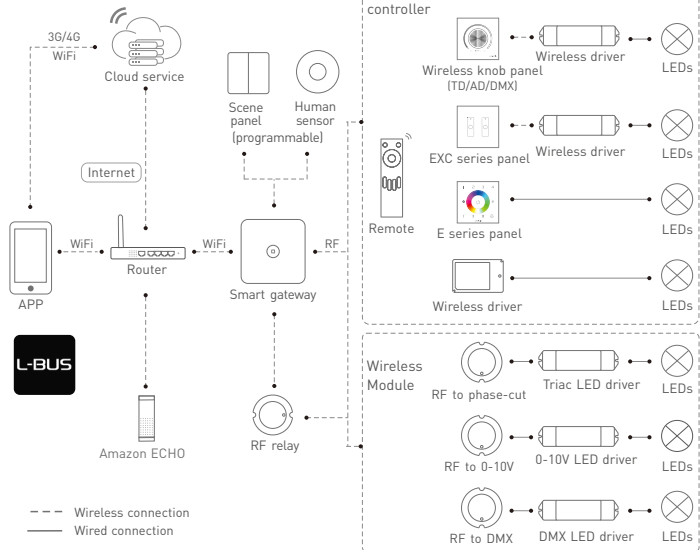 controller
3G/4G
WiFi
Cloud service
Scene
panel
Human
sensor
(programmable)
Internet
WiFi
Router
WiFi
RF
APP
Smart gateway
L-BUS
Amazon ECHO
RF relay
Wireless knob panel
(TD/AD/DMX)
Wireless driver
LEDs
EXC series panel
Wireless driver
LEDs
Remote
E series panel
LEDs
Wireless driver
LEDs
Wireless
Module
RF to phase-cut
Triac LED driver
LEDs
RF to 0-10V
0-10V LED driver
LEDs
RF to DMX
DMX LED driver
LEDs
Wireless connection
Wired connection